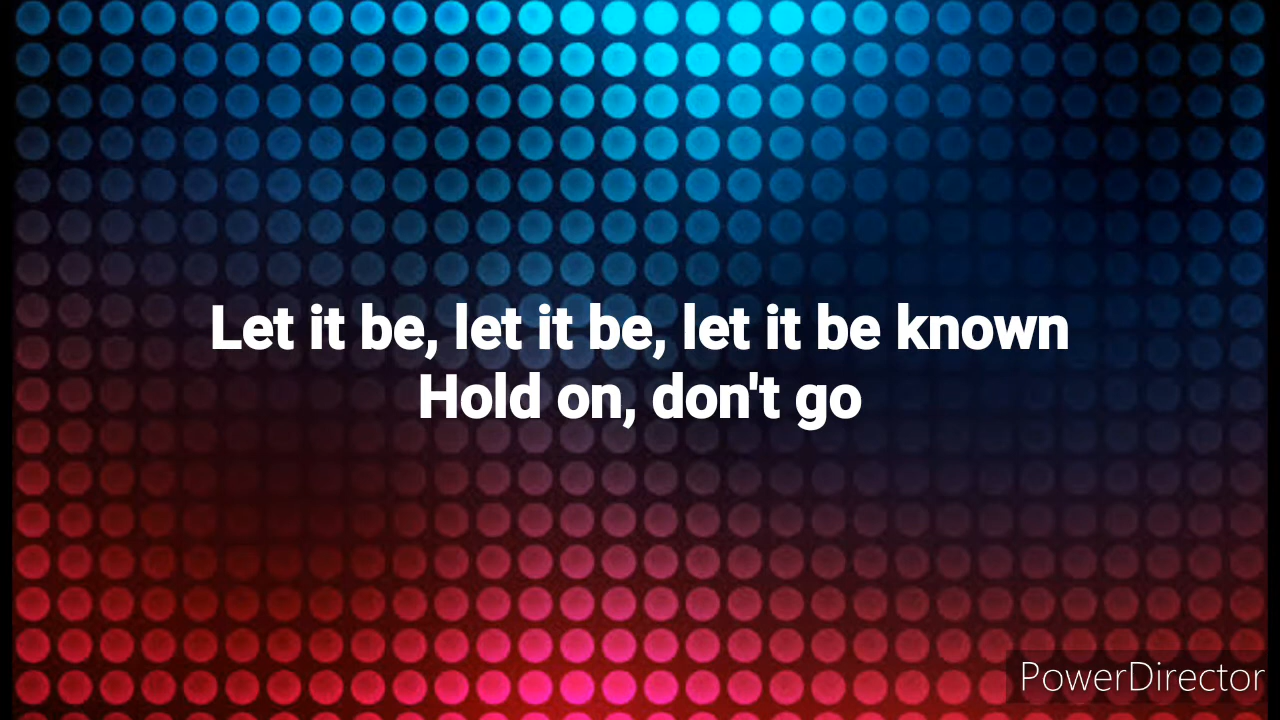 Let it be, let it be, let it be known
Hold on, don't go
PowerDirector